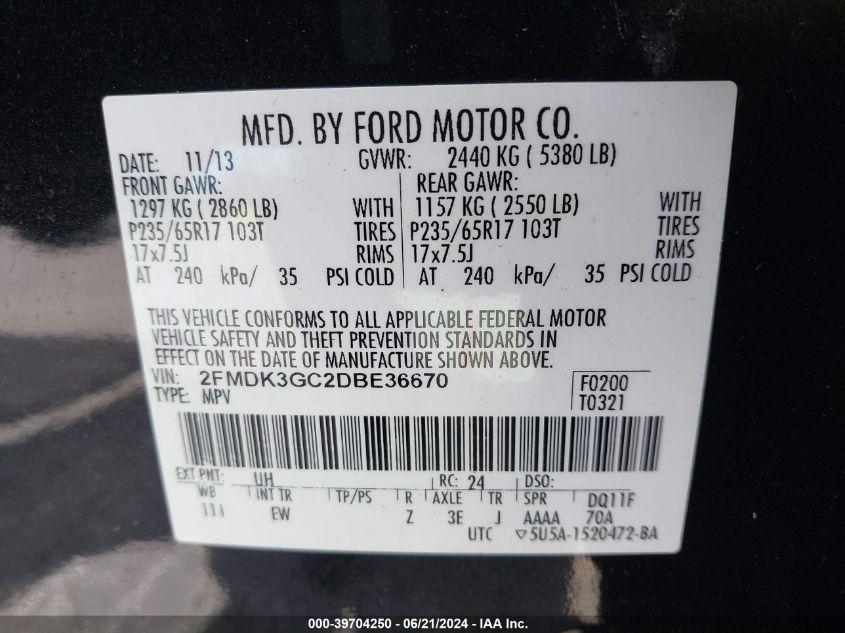 MFD. BY FORD MOTOR CO.
DATE: 11/13 GVWR: 2440 KG ( 5380 LB)
FRONT GAWR: REAR GAWR:
1297 KG ( 2860 LB) WITH 1157 KG ( 2550 LB) WITH
P235/65R17 103T TIRES P235/65R17 103T TIRES
17x7.5J RIMS 17x7.5J RIMS
AT 240 kPa/ 35 PSI COLD AT 240 kPa/ 35 PSI COLD
THIS VEHICLE CONFORMS TO ALL APPLICABLE FEDERAL MOTOR
VEHICLE SAFETY AND THEFT PREVENTION STANDARDS IN
EFFECT ON THE DATE OF MANUFACTURE SHOWN ABOVE.
VIN: 2FMDK3GC2DBE36670 F0200
TYPE: MPV T0321
EXT PNT: UH RC: 24 DSO:
WB INT TR TP/PS R AXLE TR SPR DQ11F
111 EW Z 3E J AAAA 70A
UTC ▽5U5A-1520472-BA
000-39704250 - 06/21/2024 - IAA Inc.